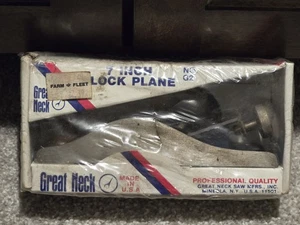 7 INCH
BLOCK PLANE
NO
G2
FARM FLEET
Great
Neck
Great Neck
MADE IN
U.S.A
PROFESSIONAL QUALITY
GREAT NECK SAW MFRS., INC.
MINEOLA, N.Y., U.S.A. 11501